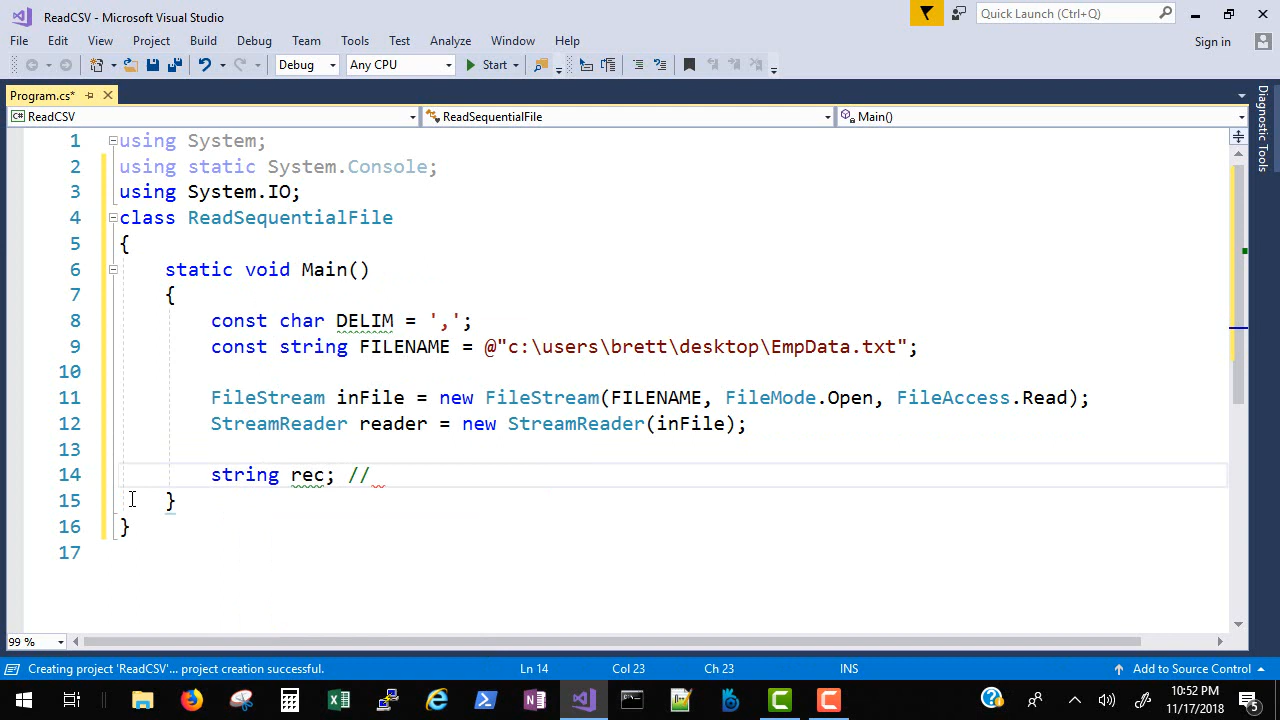 ReadCSV - Microsoft Visual Studio
Quick Launch (Ctrl+Q)
File Edit View Project Build Debug Team Tools Test Analyze Window Help
Sign in
Debug Any CPU Start
Program.cs*
ReadCSV ReadSequentialFile Main()
Diagnostic Tools
1 using System;
2 using static System.Console;
3 using System.IO;
4 class ReadSequentialFile
5 {
6 static void Main()
7 {
8 const char DELIM = ',';
9 const string FILENAME = @"c:\users\brett\desktop\EmpData.txt";
10
11 FileStream inFile = new FileStream(FILENAME, FileMode.Open, FileAccess.Read);
12 StreamReader reader = new StreamReader(inFile);
13
14 string rec; //
15 }
16 }
17
99 %
Creating project 'ReadCSV'... project creation successful. Ln 14 Col 23 Ch 23 INS Add to Source Control
10:52 PM
11/17/2018
5